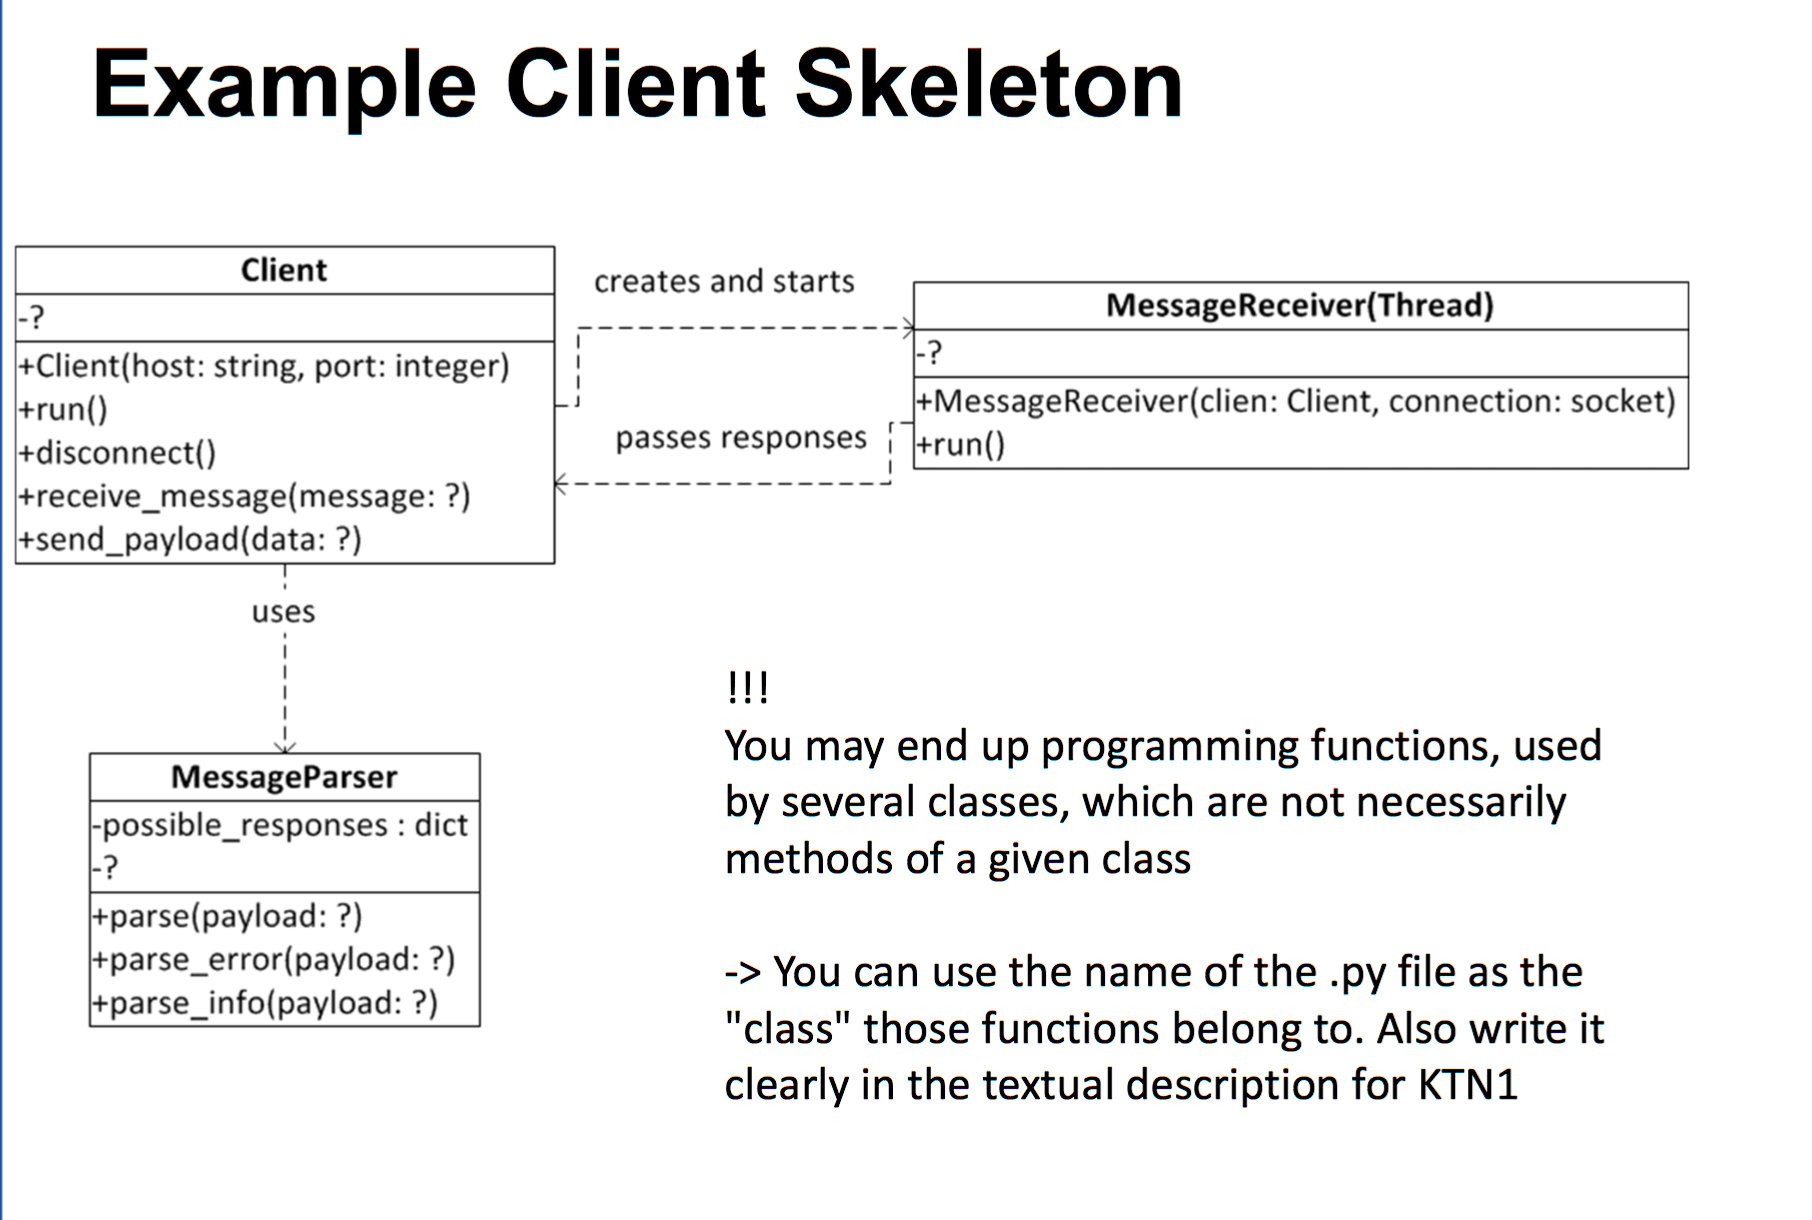 Example Client Skeleton
Client
-?
+Client(host: string, port: integer)
+run()
+disconnect()
+receive_message(message: ?)
+send_payload(data: ?)
creates and starts
passes responses
MessageReceiver(Thread)
-?
+MessageReceiver(clien: Client, connection: socket)
+run()
uses
MessageParser
-possible_responses : dict
-?
+parse(payload: ?)
+parse_error(payload: ?)
+parse_info(payload: ?)
!!!
You may end up programming functions, used
by several classes, which are not necessarily
methods of a given class
-> You can use the name of the .py file as the
"class" those functions belong to. Also write it
clearly in the textual description for KTN1